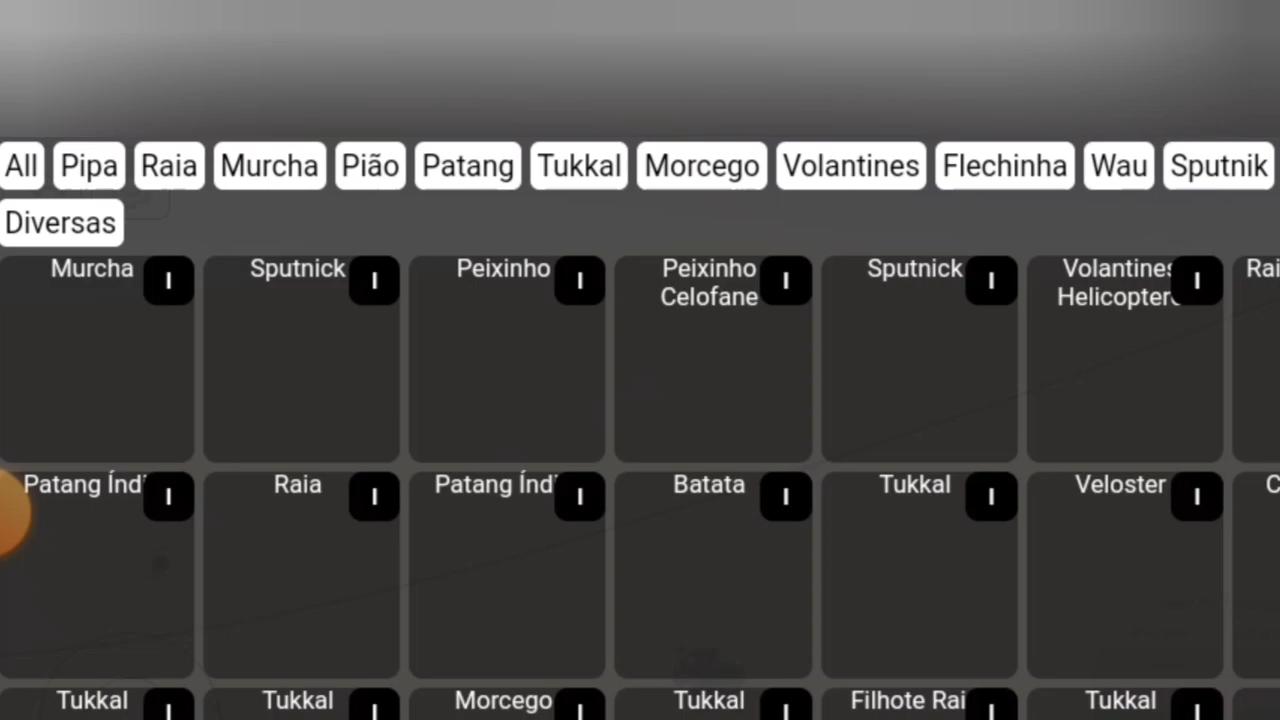 All Pipa Raia Murcha Pião Patang Tukkal Morcego Volantines Flechinha Wau Sputnik
Diversas
Murcha I Sputnick I Peixinho I Peixinho Celofane I Sputnick I Volantines Helicoptero I
Patang Índ I Raia I Patang Índ I Batata I Tukkal I Veloster I
Tukkal I Tukkal I Morcego I Tukkal I Filhote Rai I Tukkal I